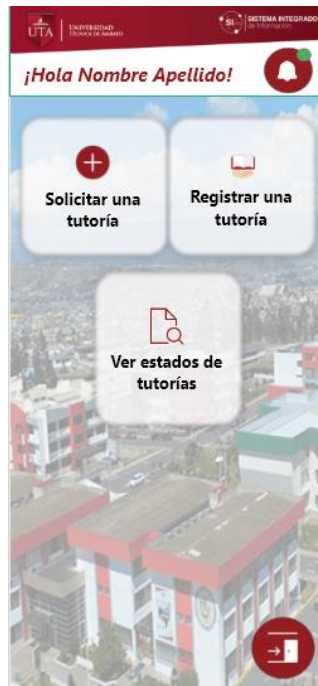 UTA
UNIVERSIDAD
TÉCNICA DE AMBATO
SISTEMA INTEGRADO
de Información
¡Hola Nombre Apellido!
Solicitar una
tutoría
Registrar una
tutoría
Ver estados de
tutorías